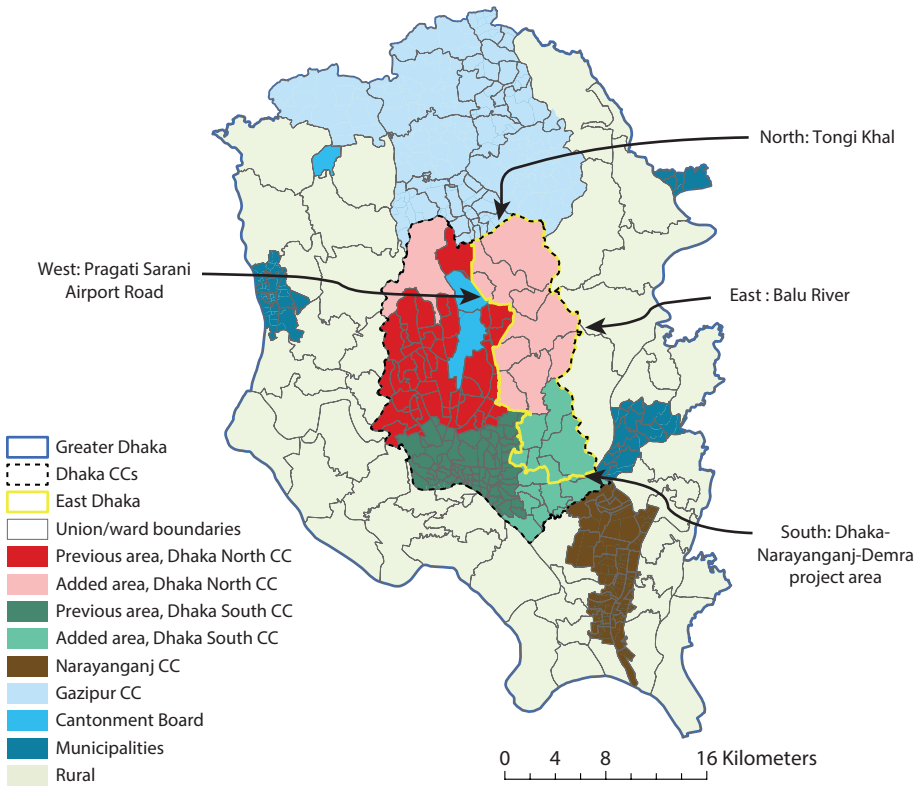 North: Tongi Khal
West: Pragati Sarani
Airport Road
East : Balu River
Greater Dhaka
Dhaka CCs
East Dhaka
Union/ward boundaries
Previous area, Dhaka North CC
Added area, Dhaka North CC
Previous area, Dhaka South CC
Added area, Dhaka South CC
Narayanganj CC
Gazipur CC
Cantonment Board
Municipalities
Rural
South: Dhaka-
Narayanganj-Demra
project area
0 4 8 12 16 Kilometers